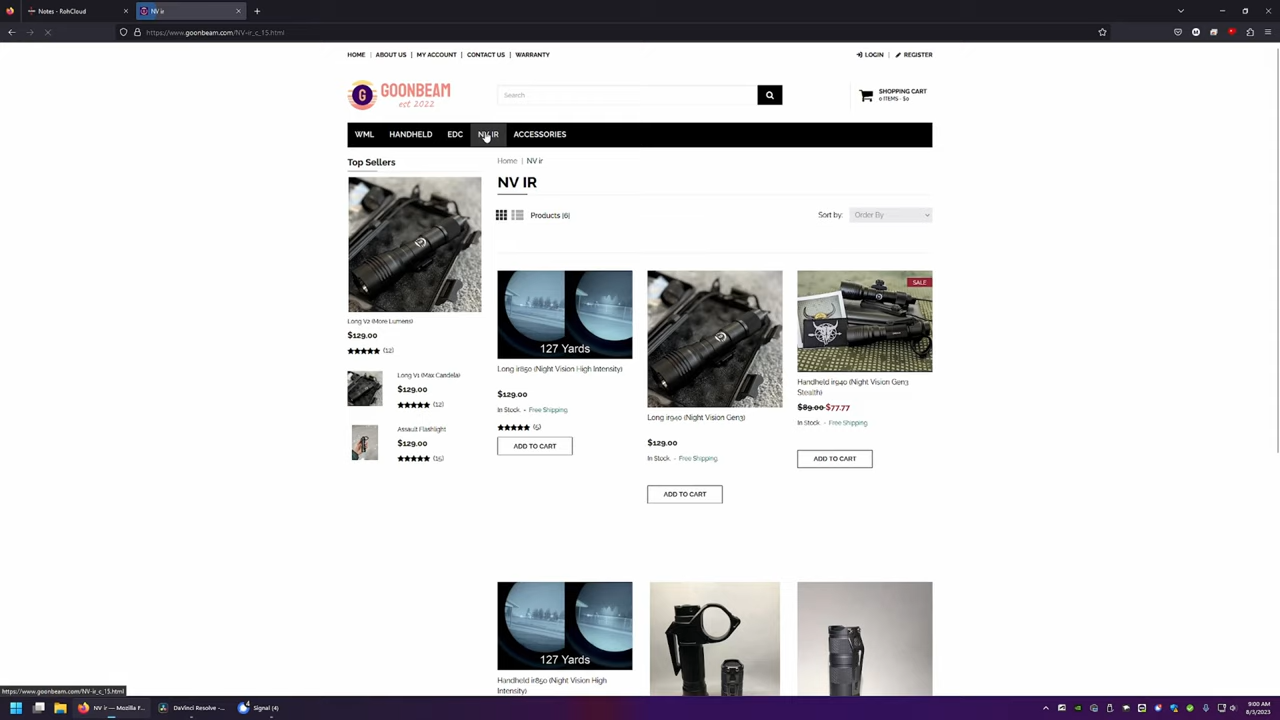 Notes - RohCloud
NV ir
https://www.goonbeam.com/NV-ir_c_15.html
HOME | ABOUT US | MY ACCOUNT | CONTACT US | WARRANTY
LOGIN | REGISTER
G GOONBEAM
est 2022
Search
SHOPPING CART
0 ITEMS - $0
WML HANDHELD EDC NV IR ACCESSORIES
Top Sellers
Home | NV ir
NV IR
Products (6)
Sort by: Order By
Long V2 (More Lumens)
$129.00
(12)
Long V1 (Max Candela)
$129.00
(12)
Assault Flashlight
$129.00
(15)
127 Yards
Long ir850 (Night Vision High Intensity)
$129.00
In Stock - Free Shipping
(5)
ADD TO CART
Long ir940 (Night Vision Gen3)
$129.00
In Stock - Free Shipping
ADD TO CART
SALE
Handheld ir940 (Night Vision Gen3
Stealth)
$89.00 $77.77
In Stock - Free Shipping
ADD TO CART
127 Yards
Handheld ir850 (Night Vision High
Intensity)
https://www.goonbeam.com/NV-ir_c_15.html
NV ir — Mozilla F...
DaVinci Resolve - ...
4
Signal (4)
9:00 AM
8/3/2023